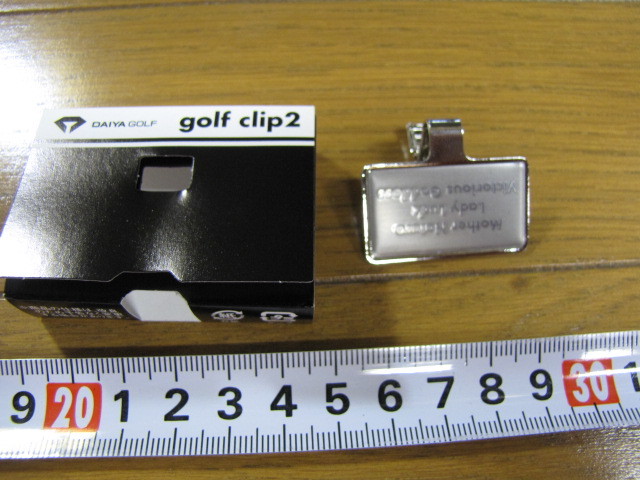 DAIYA GOLF golf clip2
Mother Nature
Lady Luck
Victorious Goddess
9 20 1 2 3 4 5 6 7 8 9 30 1